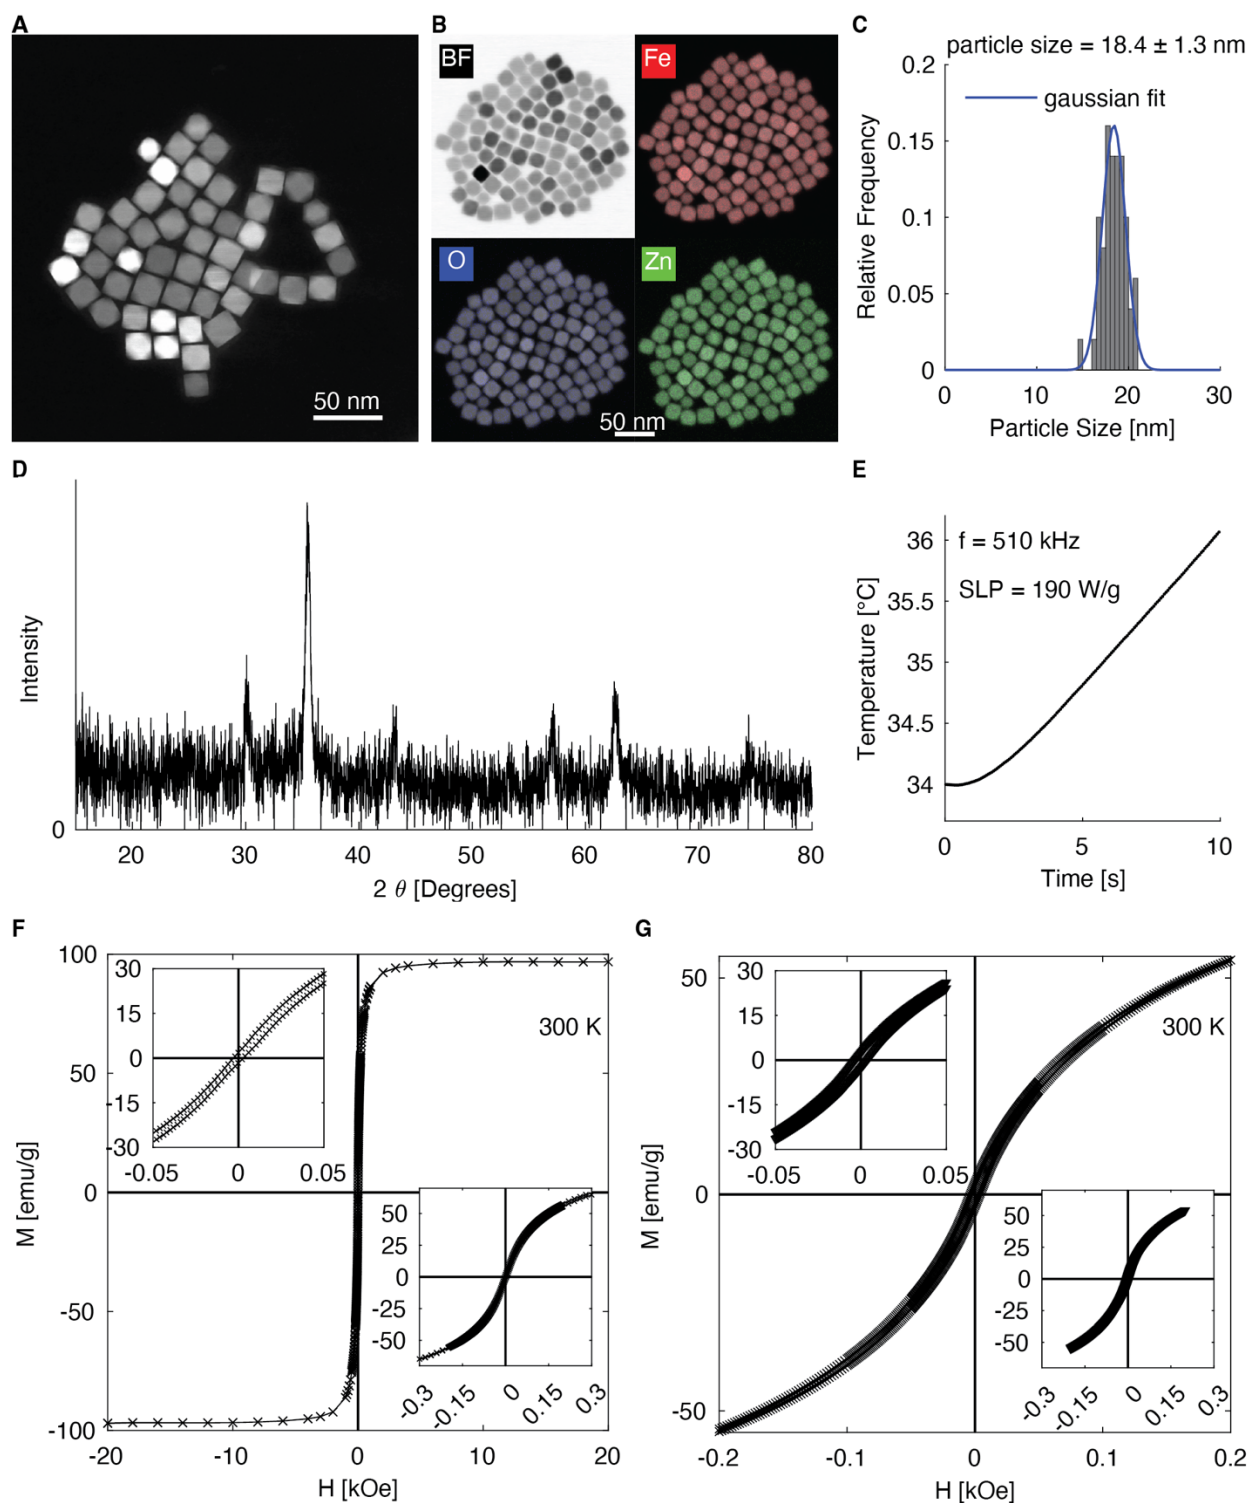 A
50 nm
B
BF
Fe
O
Zn
50 nm
C
particle size = 18.4 ± 1.3 nm
gaussian fit
0.2
0.15
0.1
0.05
0
0 10 20 30
Relative Frequency
Particle Size [nm]
D
Intensity
0
20 30 40 50 60 70 80
2 θ [Degrees]
E
f = 510 kHz
SLP = 190 W/g
36
35.5
35
34.5
34
0 5 10
Temperature [°C]
Time [s]
F
100
50
0
-50
-100
-20 -10 0 10 20
M [emu/g]
H [kOe]
300 K
30
15
0
-15
-30
-0.05 0 0.05
50
25
0
-25
-50
-0.3 -0.15 0 0.15 0.3
G
50
0
-50
-0.2 -0.1 0 0.1 0.2
M [emu/g]
H [kOe]
300 K
30
15
0
-15
-30
-0.05 0 0.05
50
25
0
-25
-50
-0.3 -0.15 0 0.15 0.3